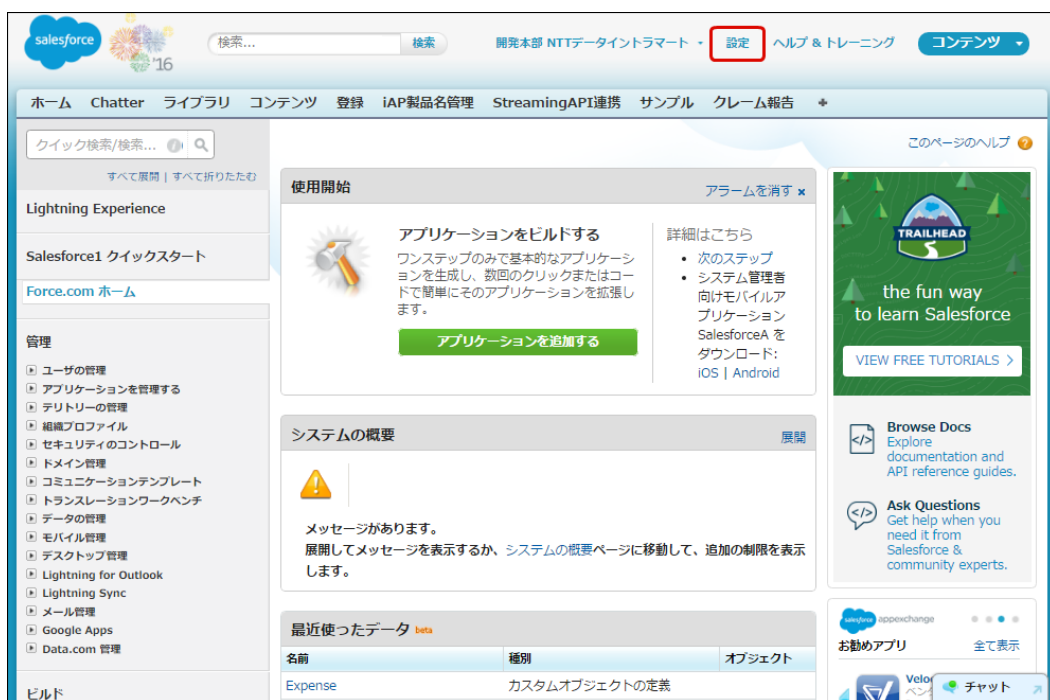 salesforce
'16
検索...
検索
開発本部 NTTデータイントラマート
設定
ヘルプ & トレーニング
コンテンツ
ホーム Chatter ライブラリ コンテンツ 登録 iAP製品名管理 StreamingAPI連携 サンプル クレーム報告 +
クイック検索/検索...
すべて展開 | すべて折りたたむ
Lightning Experience
Salesforce1 クイックスタート
Force.com ホーム
管理
ユーザの管理
アプリケーションを管理する
テリトリーの管理
組織プロファイル
セキュリティのコントロール
ドメイン管理
コミュニケーションテンプレート
トランスレーションワークベンチ
データの管理
モバイル管理
デスクトップ管理
Lightning for Outlook
Lightning Sync
メール管理
Google Apps
Data.com 管理
ビルド
このページのヘルプ
使用開始
アラームを消す ×
アプリケーションをビルドする
ワンステップのみで基本的なアプリケーシ
ョンを生成し、数回のクリックまたはコー
ドで簡単にそのアプリケーションを拡張し
ます。
アプリケーションを追加する
詳細はこちら
• 次のステップ
• システム管理者
向けモバイルア
プリケーション
SalesforceA を
ダウンロード:
iOS | Android
システムの概要
展開
メッセージがあります。
展開してメッセージを表示するか、システムの概要ページに移動して、追加の制限を表示
します。
最近使ったデータ beta
名前 種別 オブジェクト
Expense カスタムオブジェクトの定義
TRAILHEAD
the fun way
to learn Salesforce
VIEW FREE TUTORIALS >
Browse Docs
Explore
documentation and
API reference guides.
Ask Questions
Get help when you
need it from
Salesforce &
community experts.
salesforce appexchange
お勧めアプリ
全て表示
チャット